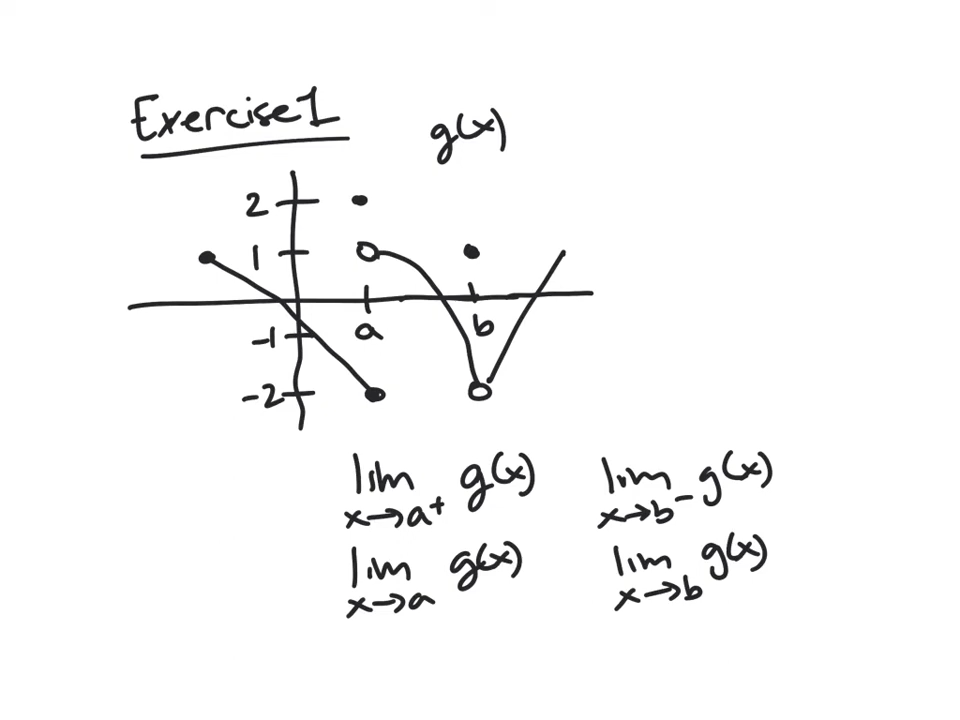 Exercise 1
g(x)
2
1
a
b
-1
-2
lim g(x) lim g(x)
x→a+ x→b-
lim g(x) lim g(x)
x→a x→b